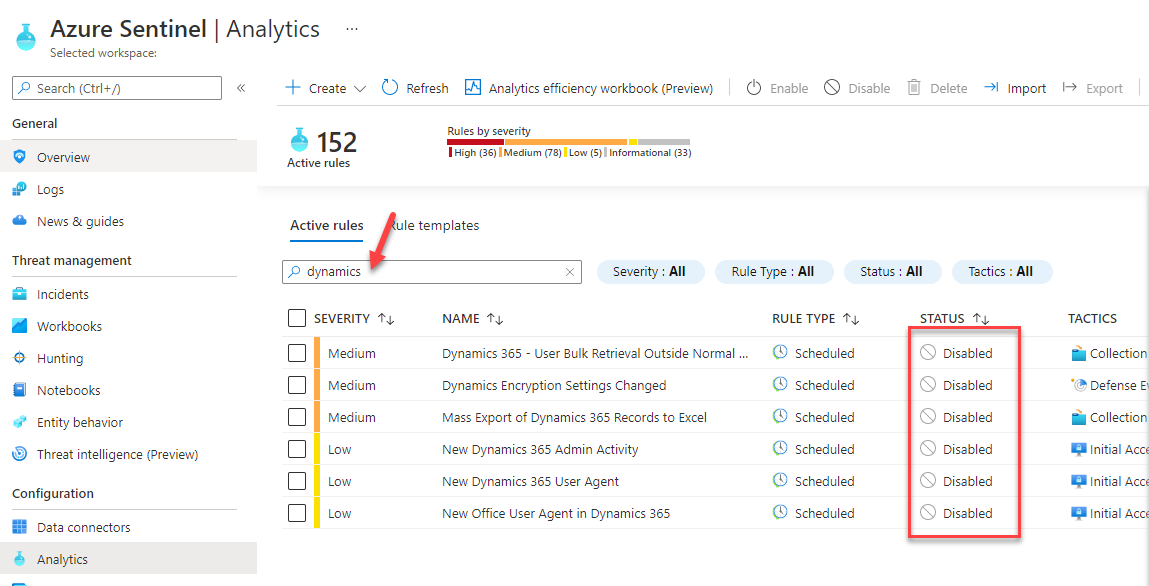 Azure Sentinel | Analytics ...
Selected workspace:
Search (Ctrl+/) «
General
Overview
Logs
News & guides
Threat management
Incidents
Workbooks
Hunting
Notebooks
Entity behavior
Threat intelligence (Preview)
Configuration
Data connectors
Analytics
Create Refresh Analytics efficiency workbook (Preview) Enable Disable Delete Import Export
152
Active rules
Rules by severity
High (36) Medium (78) Low (5) Informational (33)
Active rules Rule templates
dynamics Severity : All Rule Type : All Status : All Tactics : All
SEVERITY NAME RULE TYPE STATUS TACTICS
Medium Dynamics 365 - User Bulk Retrieval Outside Normal ... Scheduled Disabled Collection
Medium Dynamics Encryption Settings Changed Scheduled Disabled Defense Ev
Medium Mass Export of Dynamics 365 Records to Excel Scheduled Disabled Collection
Low New Dynamics 365 Admin Activity Scheduled Disabled Initial Acce
Low New Dynamics 365 User Agent Scheduled Disabled Initial Acce
Low New Office User Agent in Dynamics 365 Scheduled Disabled Initial Acce